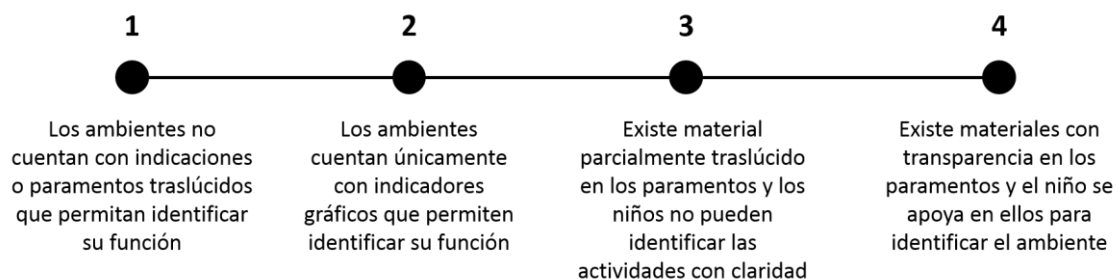 1
2
3
4
Los ambientes no
cuentan con indicaciones
o paramentos traslúcidos
que permitan identificar
su función
Los ambientes
cuentan únicamente
con indicadores
gráficos que permiten
identificar su función
Existe material
parcialmente traslúcido
en los paramentos y los
niños no pueden
identificar las
actividades con claridad
Existe materiales con
transparencia en los
paramentos y el niño se
apoya en ellos para
identificar el ambiente